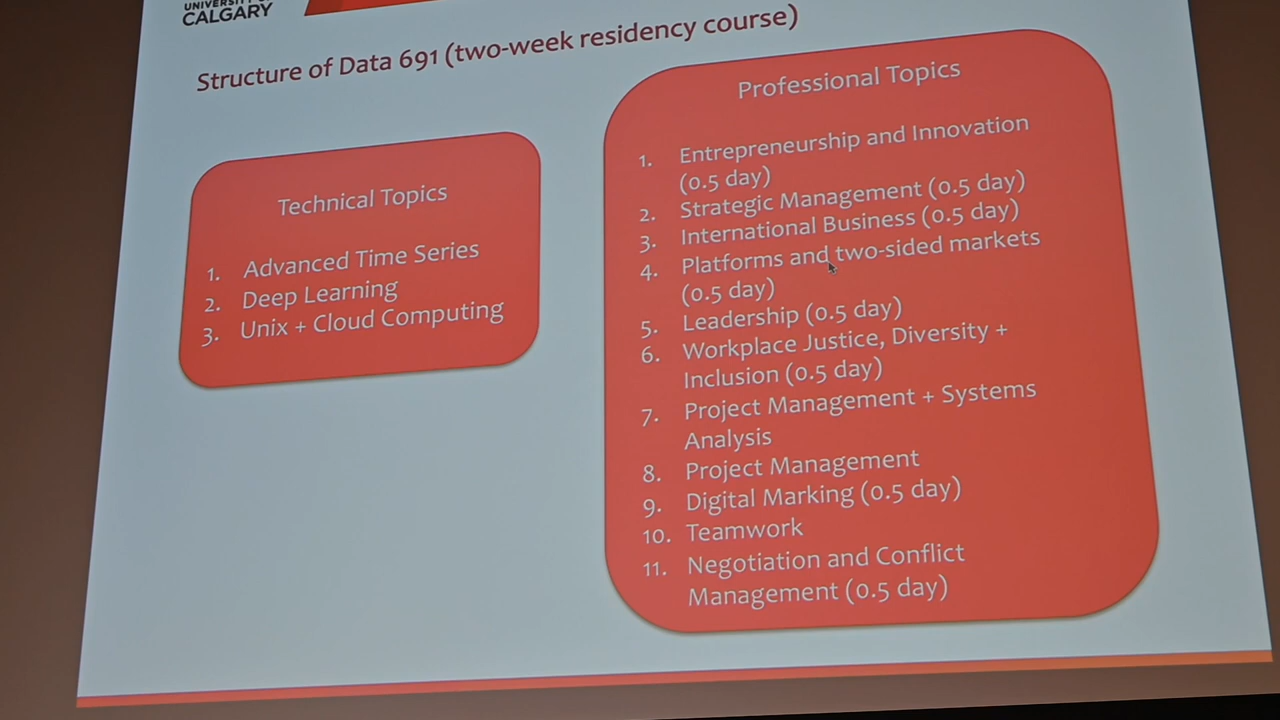 CALGARY
Structure of Data 691 (two-week residency course)
Technical Topics
1. Advanced Time Series
2. Deep Learning
3. Unix + Cloud Computing
Professional Topics
1. Entrepreneurship and Innovation
(0.5 day)
2. Strategic Management (0.5 day)
3. International Business (0.5 day)
4. Platforms and two-sided markets
(0.5 day)
5. Leadership (0.5 day)
6. Workplace Justice, Diversity +
Inclusion (0.5 day)
7. Project Management + Systems
Analysis
8. Project Management
9. Digital Marking (0.5 day)
10. Teamwork
11. Negotiation and Conflict
Management (0.5 day)